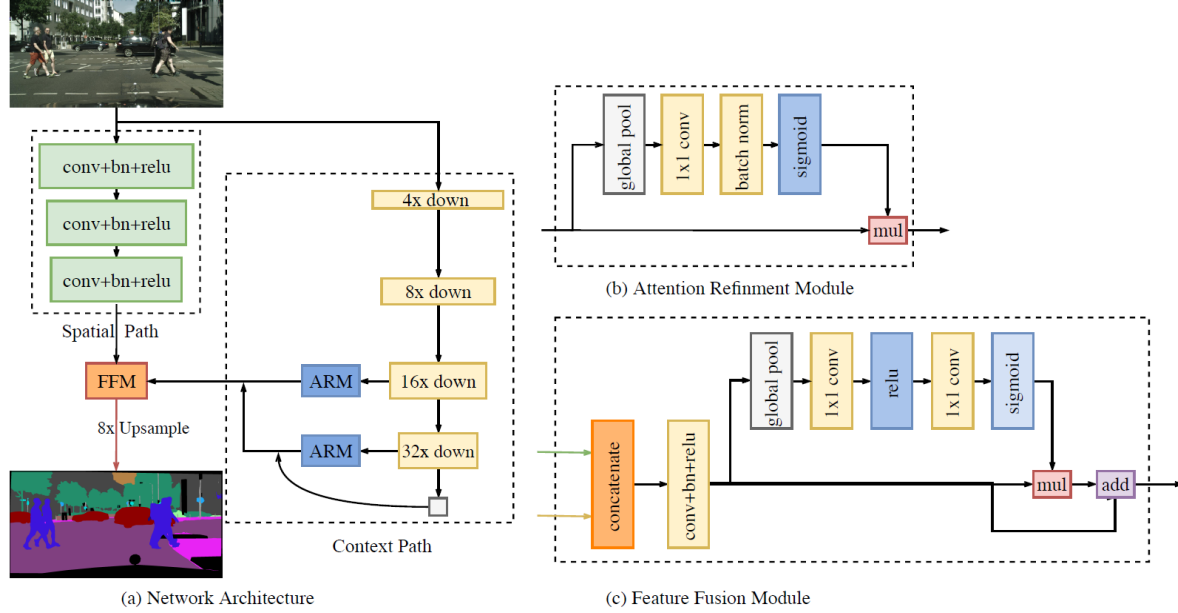 conv+bn+relu
conv+bn+relu
conv+bn+relu
Spatial Path
FFM
8x Upsample
4x down
8x down
ARM
16x down
ARM
32x down
Context Path
(a) Network Architecture
global pool
1x1 conv
batch norm
sigmoid
mul
(b) Attention Refinment Module
global pool
1x1 conv
relu
1x1 conv
sigmoid
concatenate
conv+bn+relu
mul
add
(c) Feature Fusion Module